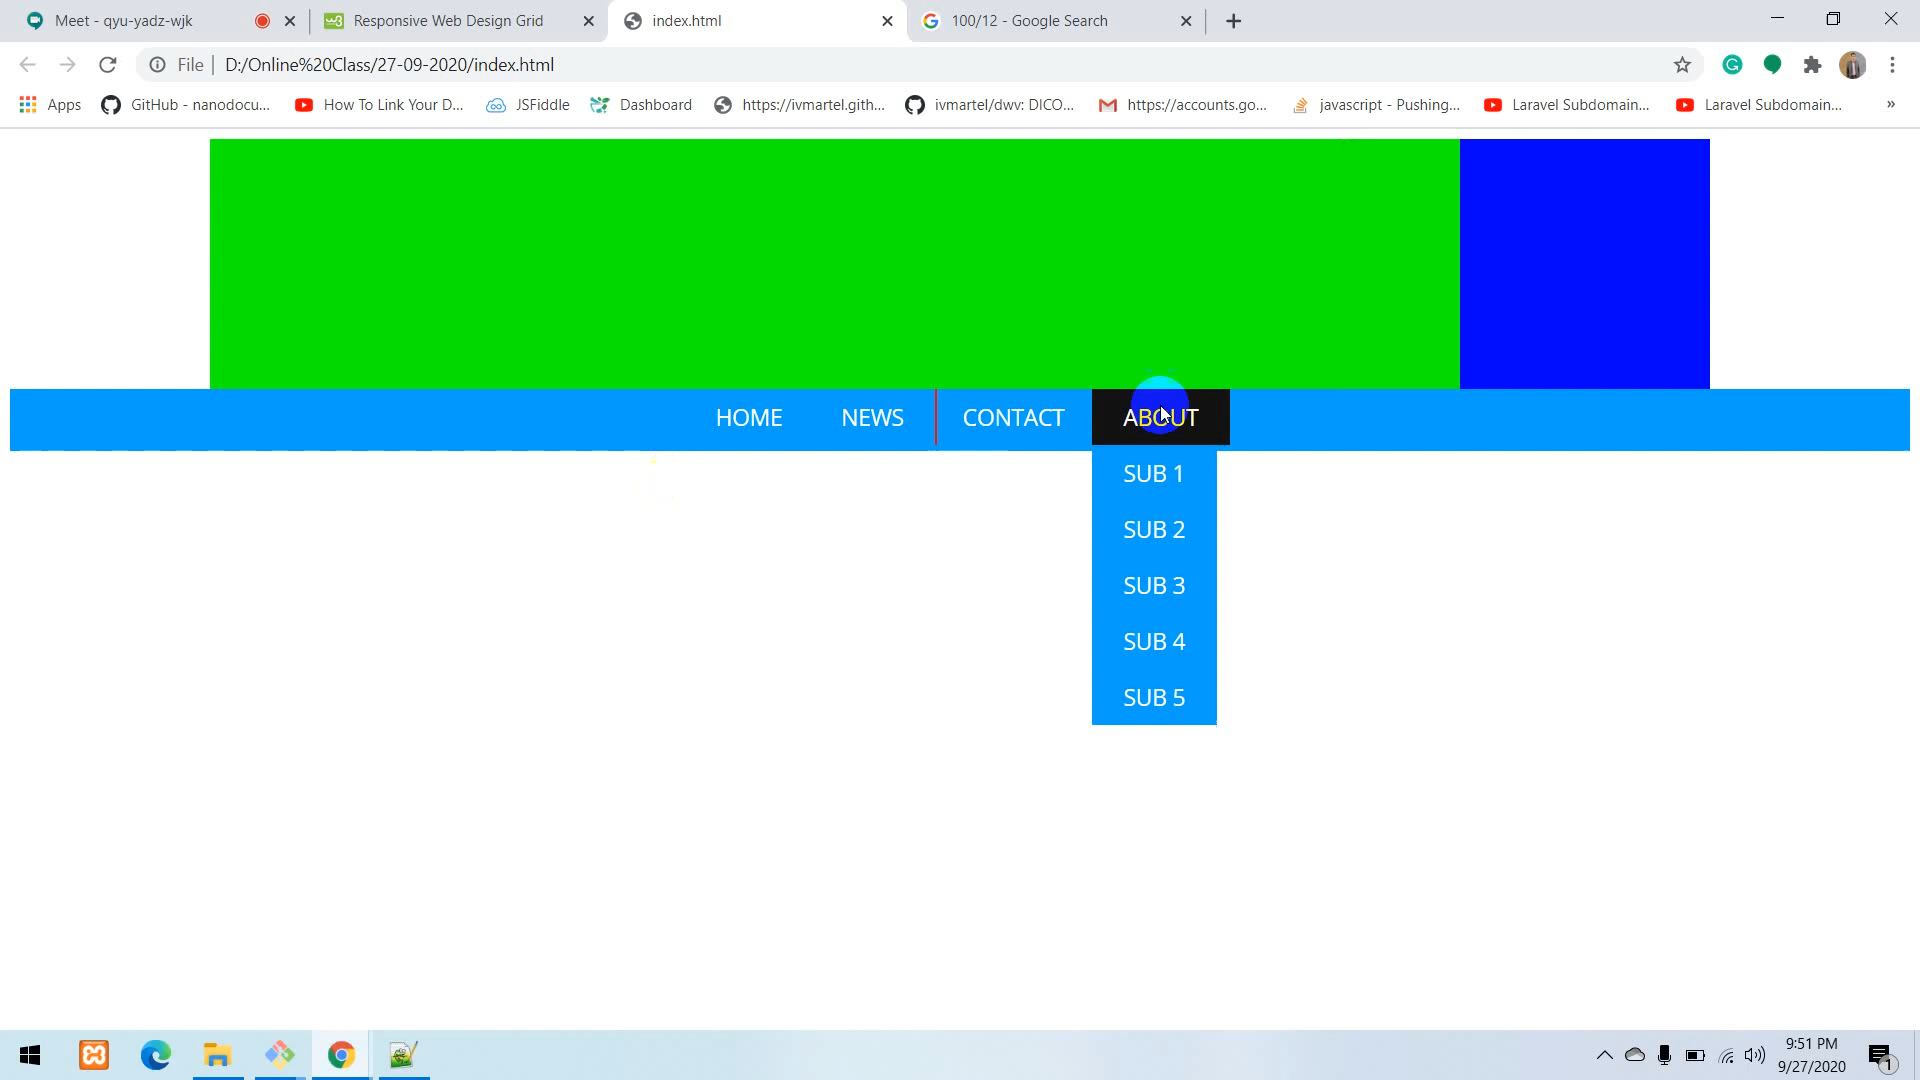 Meet - qyu-yadz-wjk
Responsive Web Design Grid
index.html
100/12 - Google Search
File
D:/Online%20Class/27-09-2020/index.html
Apps
GitHub - nanodocu...
How To Link Your D...
JSFiddle
Dashboard
https://ivmartel.gith...
ivmartel/dwv: DICO...
https://accounts.go...
javascript - Pushing...
Laravel Subdomain...
Laravel Subdomain...
»
HOME
NEWS
CONTACT
ABOUT
SUB 1
SUB 2
SUB 3
SUB 4
SUB 5
9:51 PM
9/27/2020
1